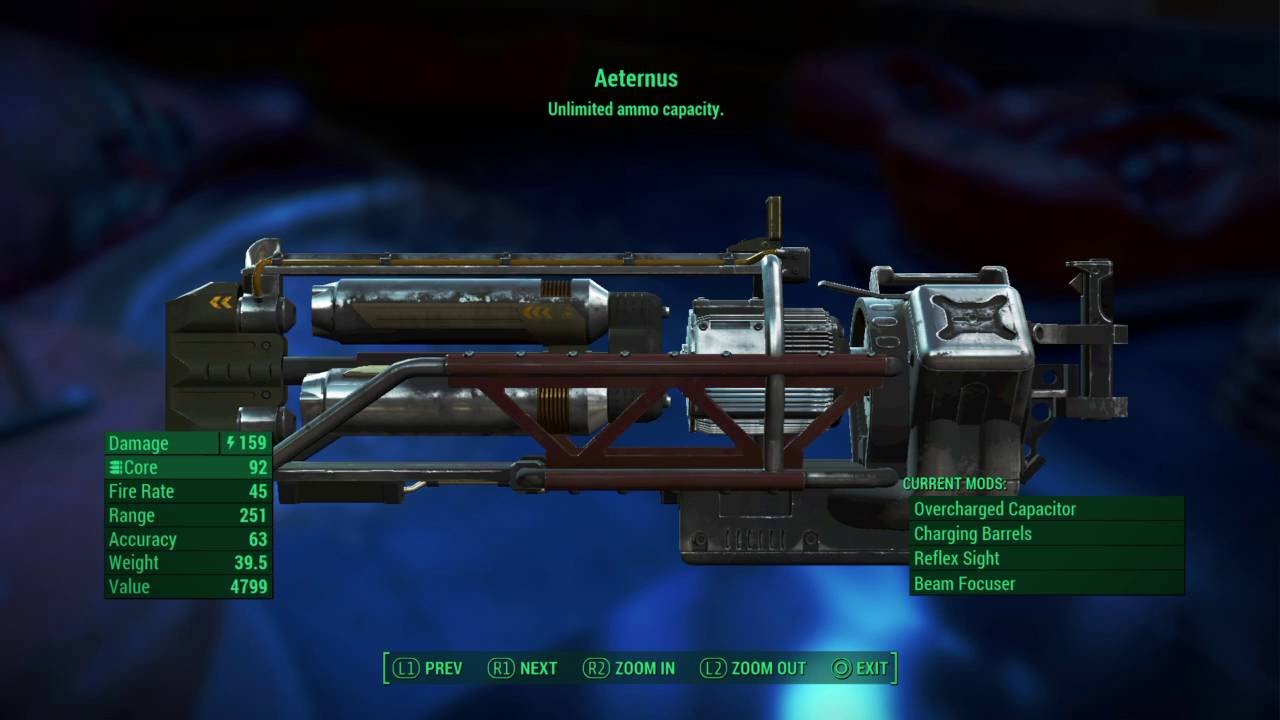 Aeternus
Unlimited ammo capacity.
Damage 159
Core 92
Fire Rate 45
Range 251
Accuracy 63
Weight 39.5
Value 4799
CURRENT MODS:
Overcharged Capacitor
Charging Barrels
Reflex Sight
Beam Focuser
L1 PREV R1 NEXT R2 ZOOM IN L2 ZOOM OUT EXIT